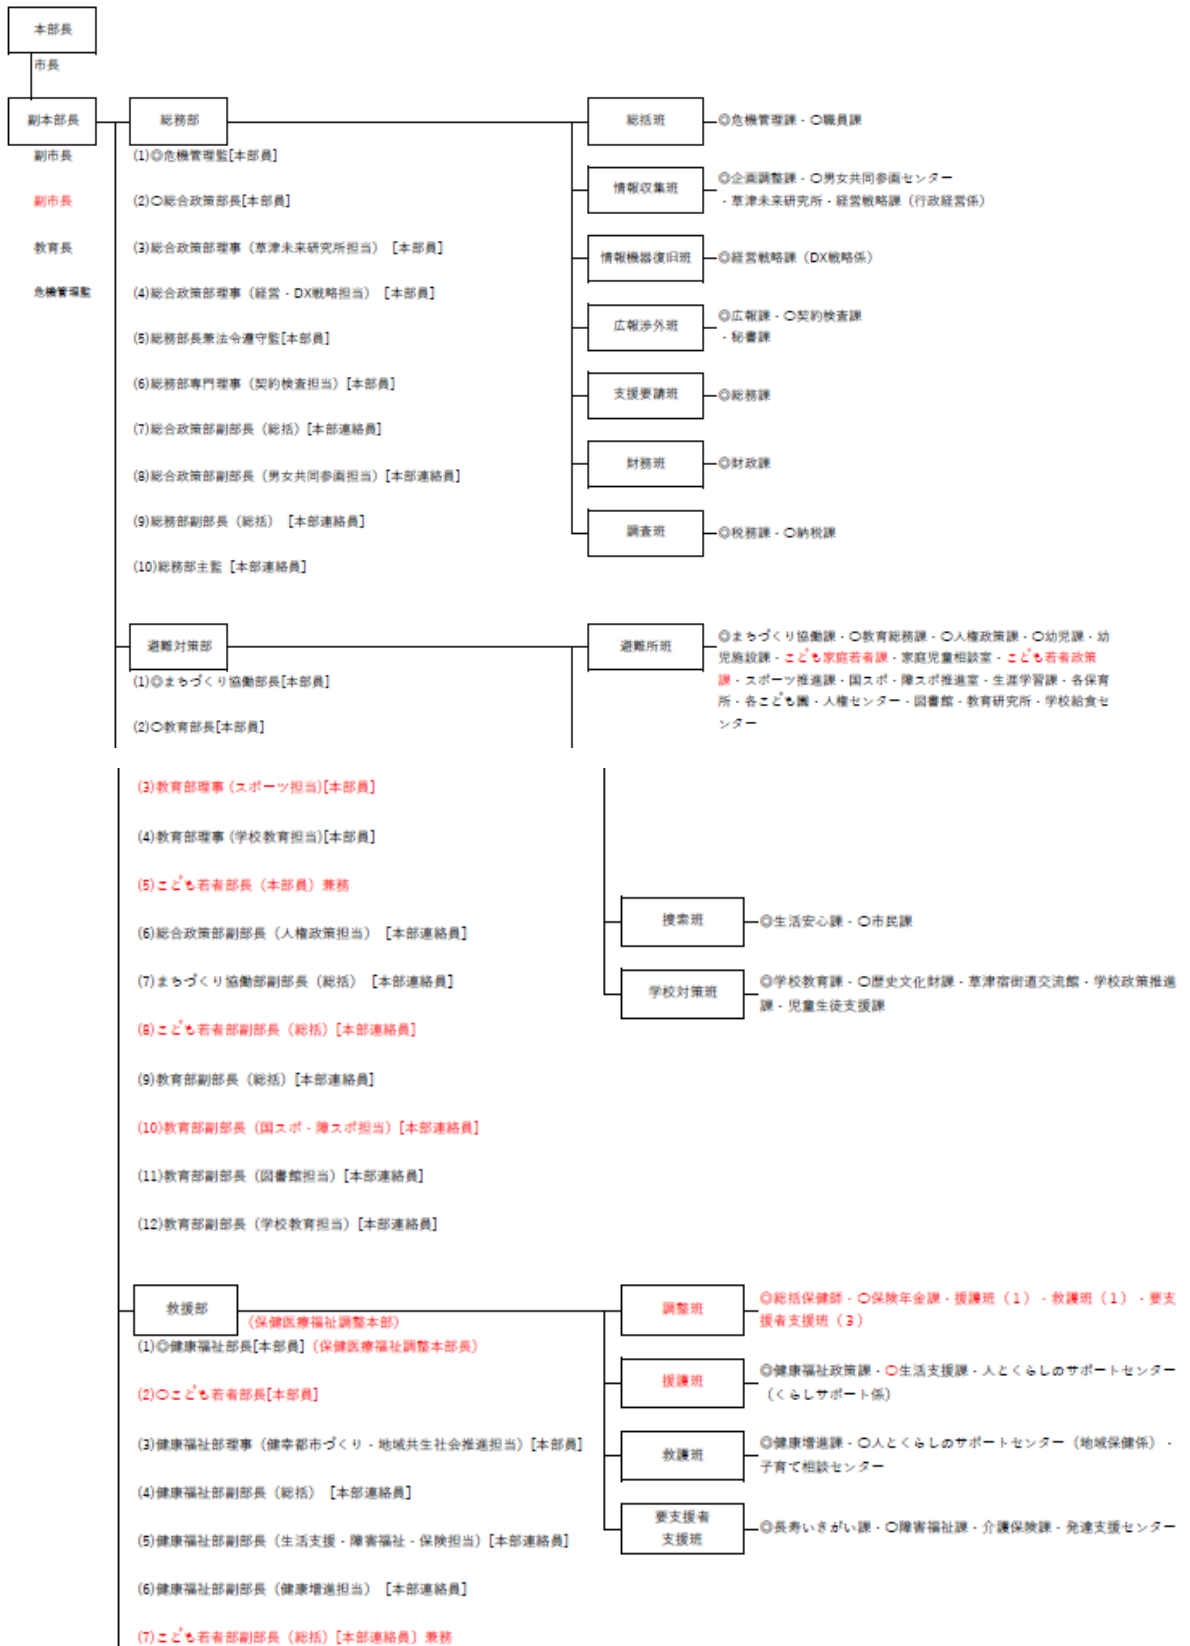 本部長
市長
副本部長
副市長
副市長
教育長
危機管理監
総務部
(1)◎危機管理監[本部員]
(2)〇総合政策部長[本部員]
(3)総合政策部理事（草津未来研究所担当）［本部員］
(4)総合政策部理事（経営・DX戦略担当）［本部員］
(5)総務部長兼法令遵守監[本部員]
(6)総務部専門理事（契約検査担当）[本部員]
(7)総合政策部副部長（総括）[本部連絡員]
(8)総合政策部副部長（男女共同参画担当）[本部連絡員]
(9)総務部副部長（総括）［本部連絡員］
(10)総務部主監［本部連絡員］
総括班
◎危機管理課・〇職員課
情報収集班
◎企画調整課・〇男女共同参画センター
・草津未来研究所・経営戦略課（行政経営係）
情報機器復旧班
◎経営戦略課（DX戦略係）
広報渉外班
◎広報課・〇契約検査課
・秘書課
支援要請班
◎総務課
財務班
◎財政課
調査班
◎税務課・〇納税課
避難対策部
(1)◎まちづくり協働部長[本部員]
(2)〇教育部長[本部員]
避難所班
◎まちづくり協働課・〇教育総務課・〇人権政策課・〇幼児課・幼
児施設課・こども家庭若者課・家庭児童相談室・こども若者政策
課・スポーツ推進課・国スポ・障スポ推進室・生涯学習課・各保育
所・各こども園・人権センター・図書館・教育研究所・学校給食セ
ンター
(3)教育部理事（スポーツ担当)[本部員]
(4)教育部理事（学校教育担当)[本部員]
(5)こども若者部長（本部員）兼務
(6)総合政策部副部長（人権政策担当）［本部連絡員］
(7)まちづくり協働部副部長（総括）［本部連絡員］
(8)こども若者部副部長（総括）[本部連絡員]
(9)教育部副部長（総括）[本部連絡員]
(10)教育部副部長（国スポ・障スポ担当）[本部連絡員]
(11)教育部副部長（図書館担当）[本部連絡員]
(12)教育部副部長（学校教育担当）[本部連絡員]
捜索班
◎生活安心課・〇市民課
学校対策班
◎学校教育課・〇歴史文化財課・草津宿街道交流館・学校政策推進
課・児童生徒支援課
救援部
（保健医療福祉調整本部）
(1)◎健康福祉部長[本部員]（保健医療福祉調整本部長）
(2)〇こども若者部長[本部員]
(3)健康福祉部理事（健幸都市づくり・地域共生社会推進担当）[本部員]
(4)健康福祉部副部長（総括）［本部連絡員］
(5)健康福祉部副部長（生活支援・障害福祉・保険担当）[本部連絡員]
(6)健康福祉部副部長（健康増進担当）［本部連絡員］
(7)こども若者部副部長（総括）[本部連絡員〕兼務
調整班
◎総括保健師・〇保険年金課・援護班（１）・救護班（１）・要支
援者支援班（３）
援護班
◎健康福祉政策課・〇生活支援課・人とくらしのサポートセンター
（くらしサポート係）
救護班
◎健康増進課・〇人とくらしのサポートセンター（地域保健係）・
子育て相談センター
要支援者
支援班
◎長寿いきがい課・〇障害福祉課・介護保険課・発達支援センター